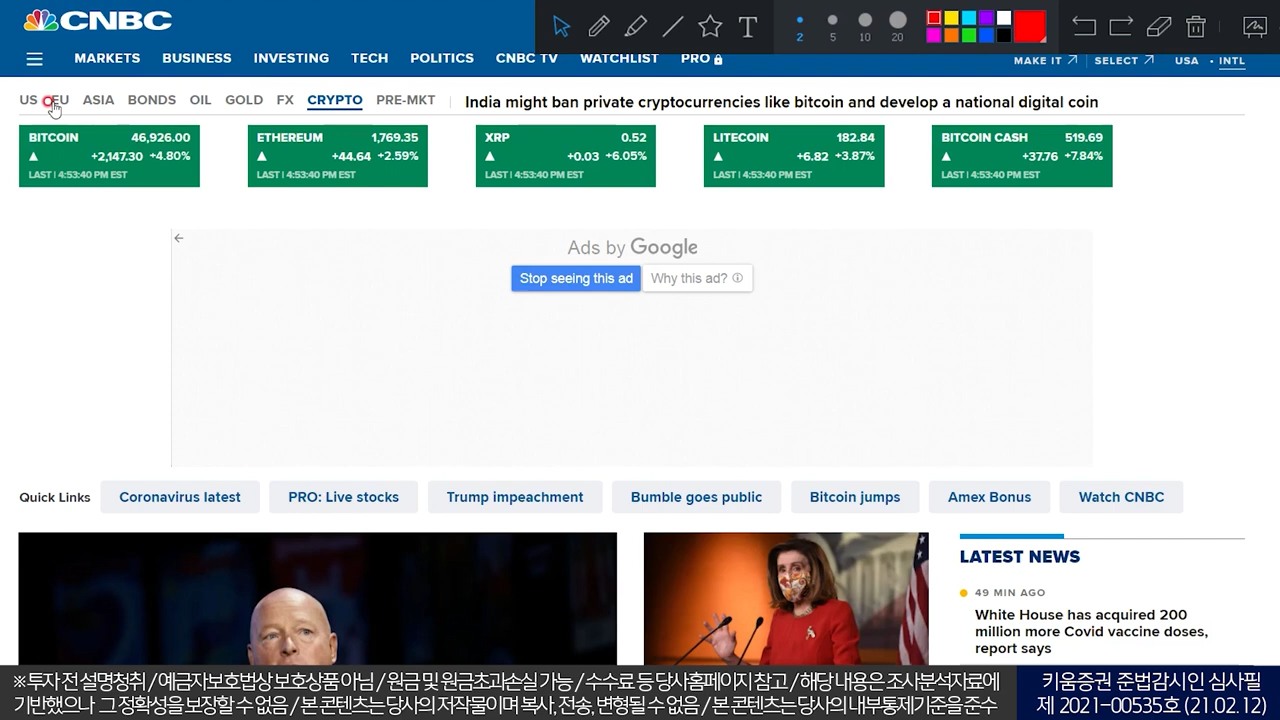 CNBC
2 5 10 20 T
MARKETS BUSINESS INVESTING TECH POLITICS CNBC TV WATCHLIST PRO MAKE IT SELECT USA • INTL
US EU ASIA BONDS OIL GOLD FX CRYPTO PRE-MKT India might ban private cryptocurrencies like bitcoin and develop a national digital coin
BITCOIN 46,926.00 ETHEREUM 1,769.35 XRP 0.52 LITECOIN 182.84 BITCOIN CASH 519.69
▲ +2,147.30 +4.80% ▲ +44.64 +2.59% ▲ +0.03 +6.05% ▲ +6.82 +3.87% ▲ +37.76 +7.84%
LAST | 4:53:40 PM EST LAST | 4:53:40 PM EST LAST | 4:53:40 PM EST LAST | 4:53:40 PM EST LAST | 4:53:40 PM EST
Ads by Google
Stop seeing this ad Why this ad?
Quick Links Coronavirus latest PRO: Live stocks Trump impeachment Bumble goes public Bitcoin jumps Amex Bonus Watch CNBC
LATEST NEWS
49 MIN AGO
White House has acquired 200
million more Covid vaccine doses,
report says
※투자 전 설명청취 / 예금자보호법상 보호상품 아님 / 원금 및 원금초과손실 가능 / 수수료 등 당사홈페이지 참고 / 해당 내용은 조사분석자료에
기반했으나 그 정확성을 보장할 수 없음 / 본 콘텐츠는 당사의 저작물이며 복사, 전송, 변형될 수 없음 / 본 콘텐츠는 당사의 내부통제기준을 준수
키움증권 준법감시인 심사필
제 2021-00535호 (21.02.12)